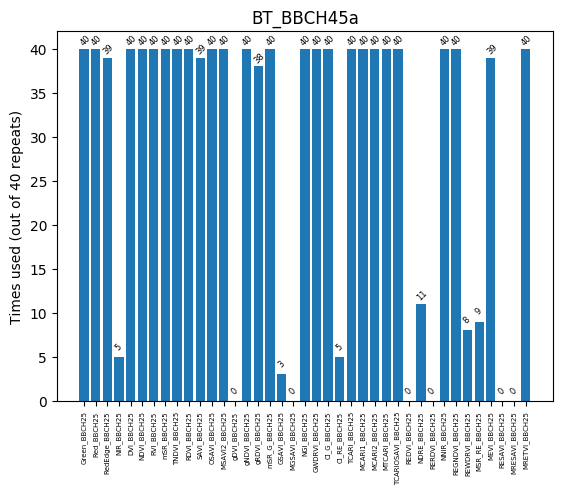 BT_BBCH45a
Times used (out of 40 repeats)
40
35
30
25
20
15
10
5
0
40 40 39 5 40 40 40 40 40 40 39 40 40 0 40 38 40 3 0 40 40 40 5 40 40 40 40 40 0 11 0 40 40 8 9 39 0 0 40
Green_BBCH25
Red_BBCH25
RedEdge_BBCH25
NIR_BBCH25
DVI_BBCH25
NDVI_BBCH25
RVI_BBCH25
mSR_BBCH25
TNDVI_BBCH25
RDVI_BBCH25
SAVI_BBCH25
OSAVI_BBCH25
MSAVI2_BBCH25
gDVI_BBCH25
gNDVI_BBCH25
gRDVI_BBCH25
mSR_G_BBCH25
GSAVI_BBCH25
MGSAVI_BBCH25
NGI_BBCH25
GWDRVI_BBCH25
CI_G_BBCH25
CI_RE_BBCH25
TCARI_BBCH25
MCARI1_BBCH25
MCARI2_BBCH25
MTCARI_BBCH25
TCARIOSAVI_BBCH25
REDVI_BBCH25
NDRE_BBCH25
RERDVI_BBCH25
NNIR_BBCH25
REGNDVI_BBCH25
REWDRVI_BBCH25
MSR_RE_BBCH25
MEVI_BBCH25
RESAVI_BBCH25
MRESAVI_BBCH25
MRETVI_BBCH25